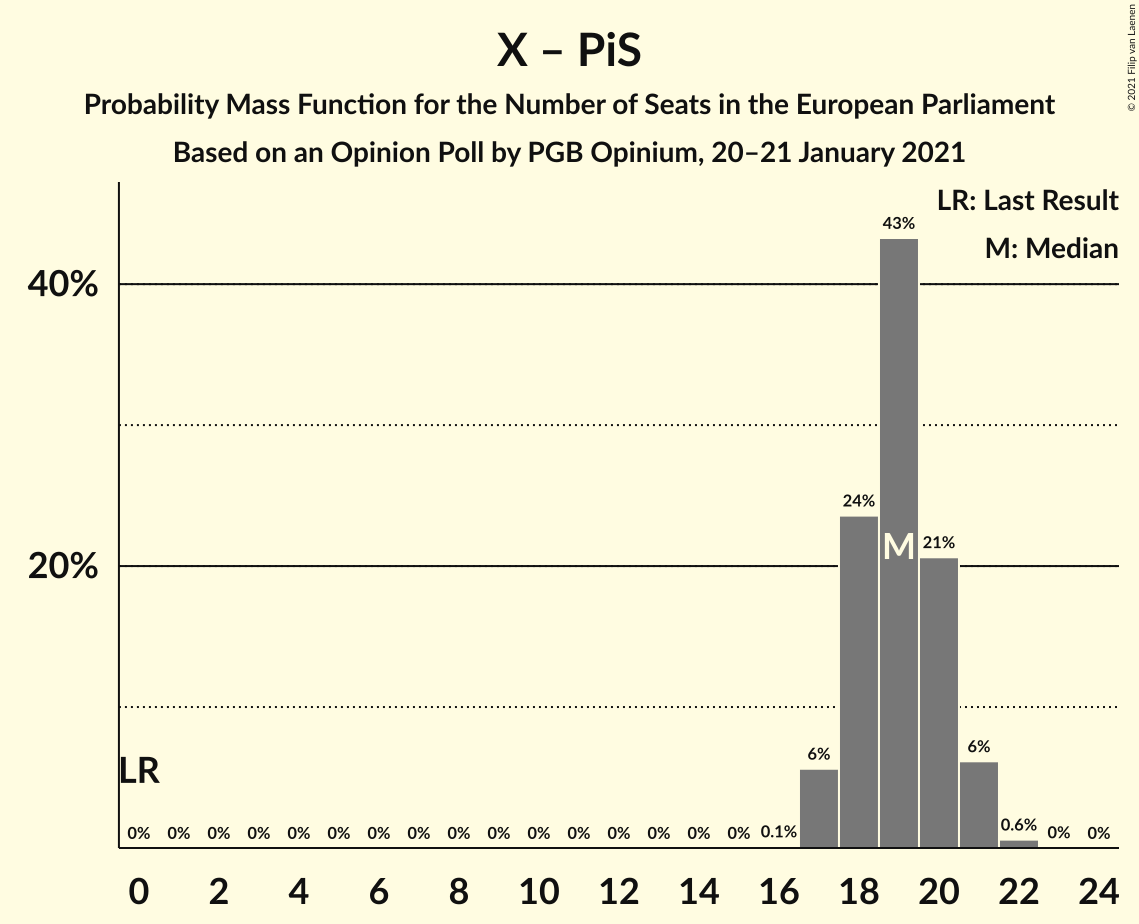 X – PiS
Probability Mass Function for the Number of Seats in the European Parliament
Based on an Opinion Poll by PGB Opinium, 20–21 January 2021
© 2021 Filip van Laenen
LR: Last Result
M: Median
43%
40%
24%
M
21%
20%
LR
6%
6%
0% 0% 0% 0% 0% 0% 0% 0% 0% 0% 0% 0% 0% 0% 0% 0% 0.1% 0.6% 0% 0%
0 2 4 6 8 10 12 14 16 18 20 22 24